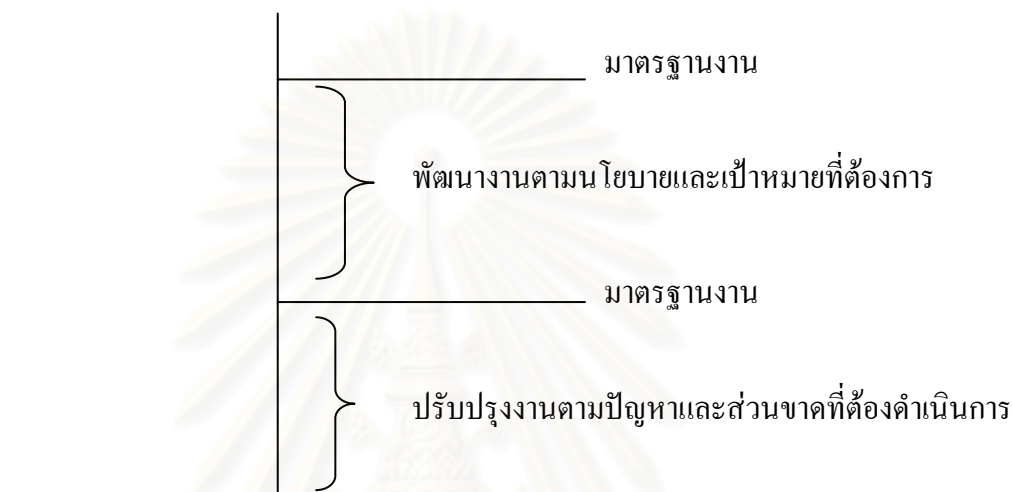 มาตรฐานงาน
พัฒนางานตามนโยบายและเป้าหมายที่ต้องการ
มาตรฐานงาน
ปรับปรุงงานตามปัญหาและส่วนขาดที่ต้องดำเนินการ